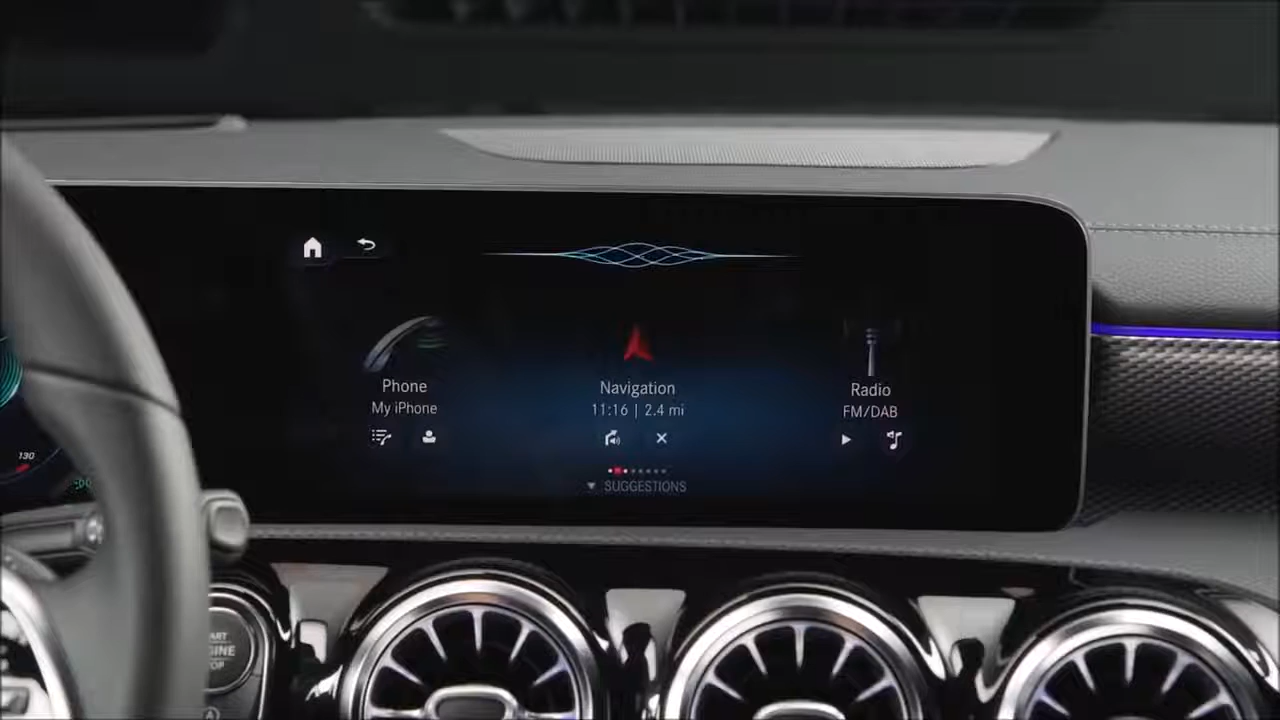 Phone
My iPhone
Navigation
11:16 | 2.4 mi
Radio
FM/DAB
SUGGESTIONS
130